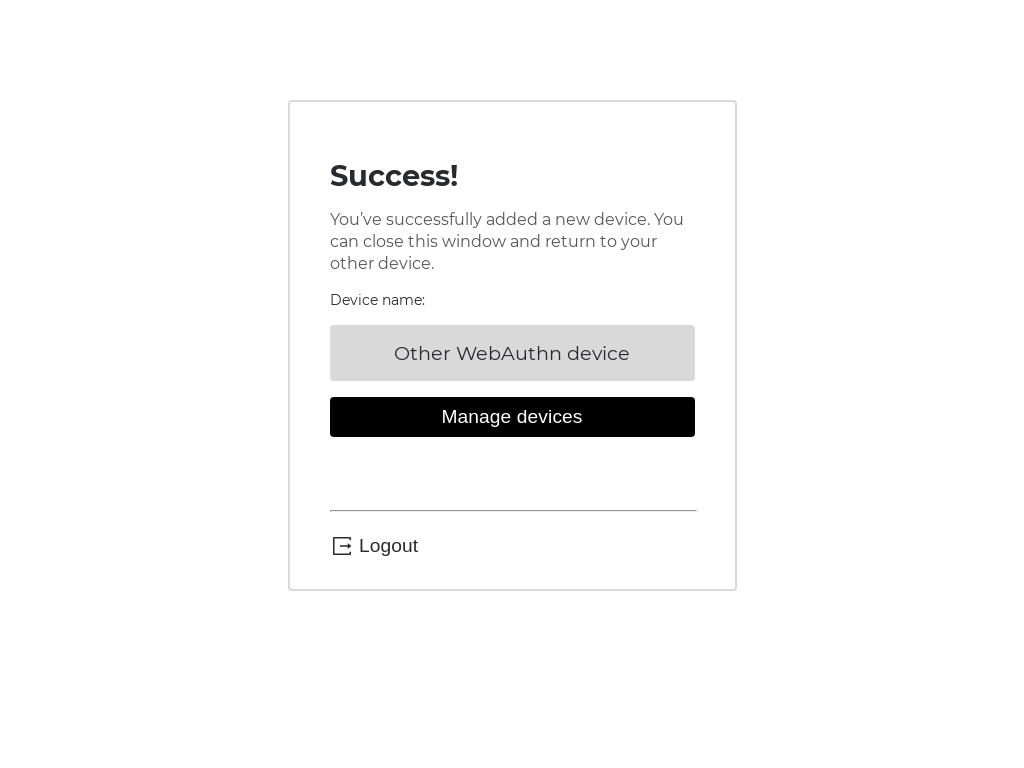 Success!
You’ve successfully added a new device. You
can close this window and return to your
other device.
Device name:
Other WebAuthn device
Manage devices
Logout